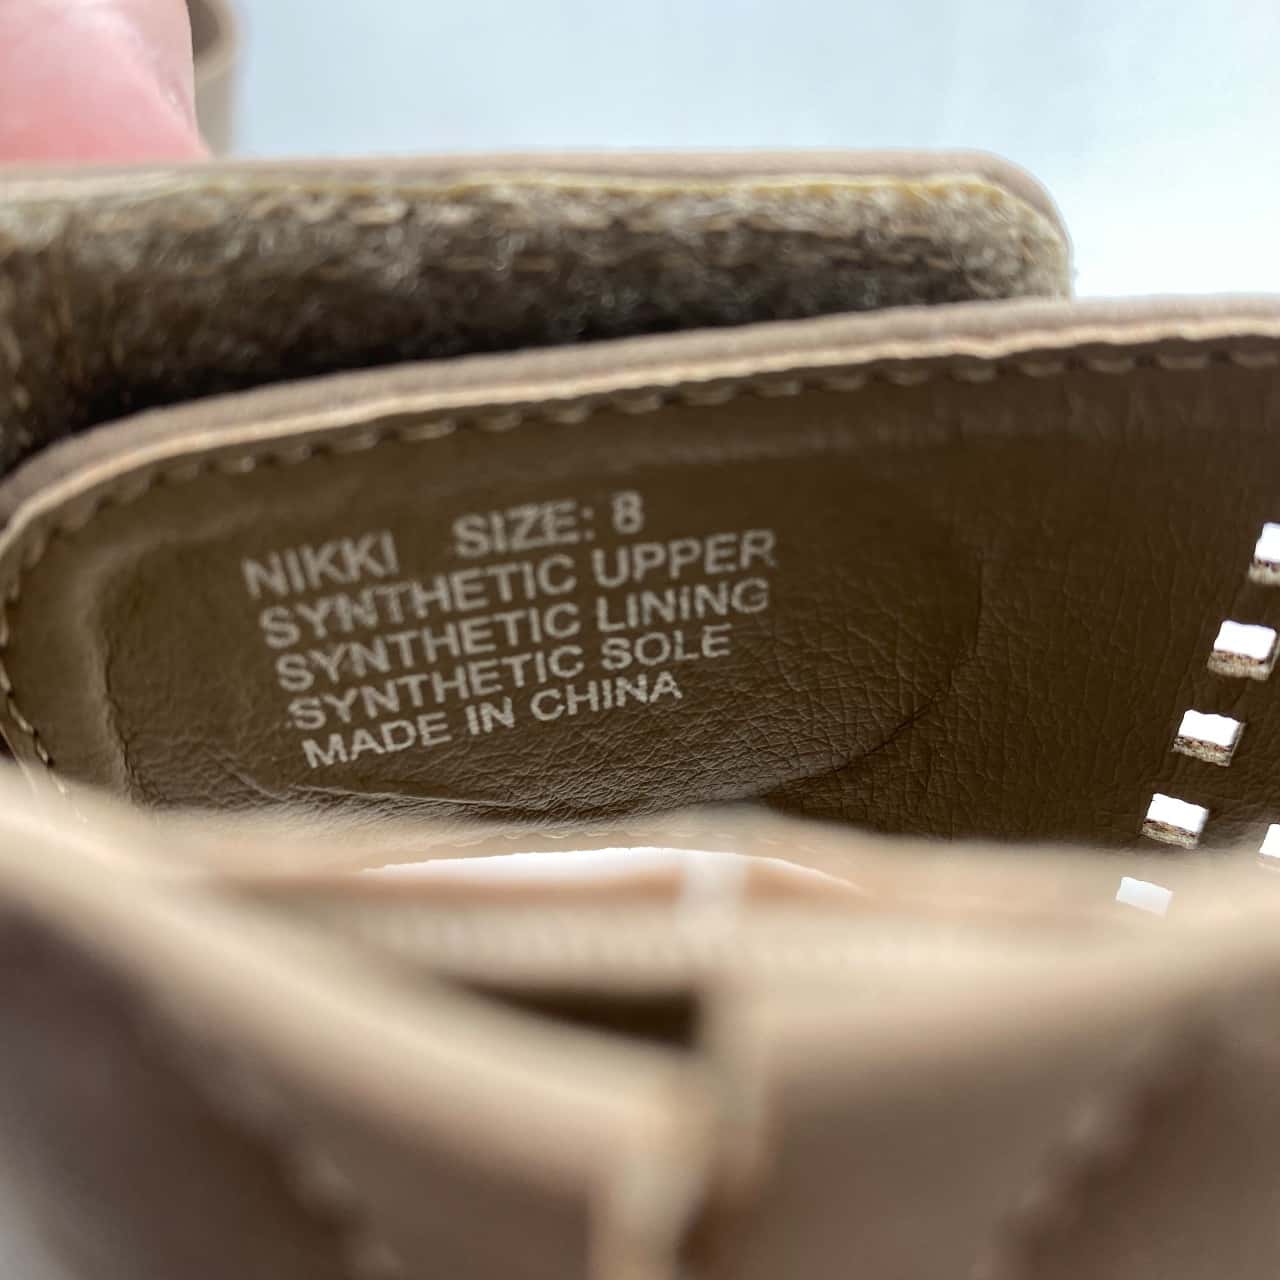 NIKKI SIZE: 8
SYNTHETIC UPPER
SYNTHETIC LINING
SYNTHETIC SOLE
MADE IN CHINA